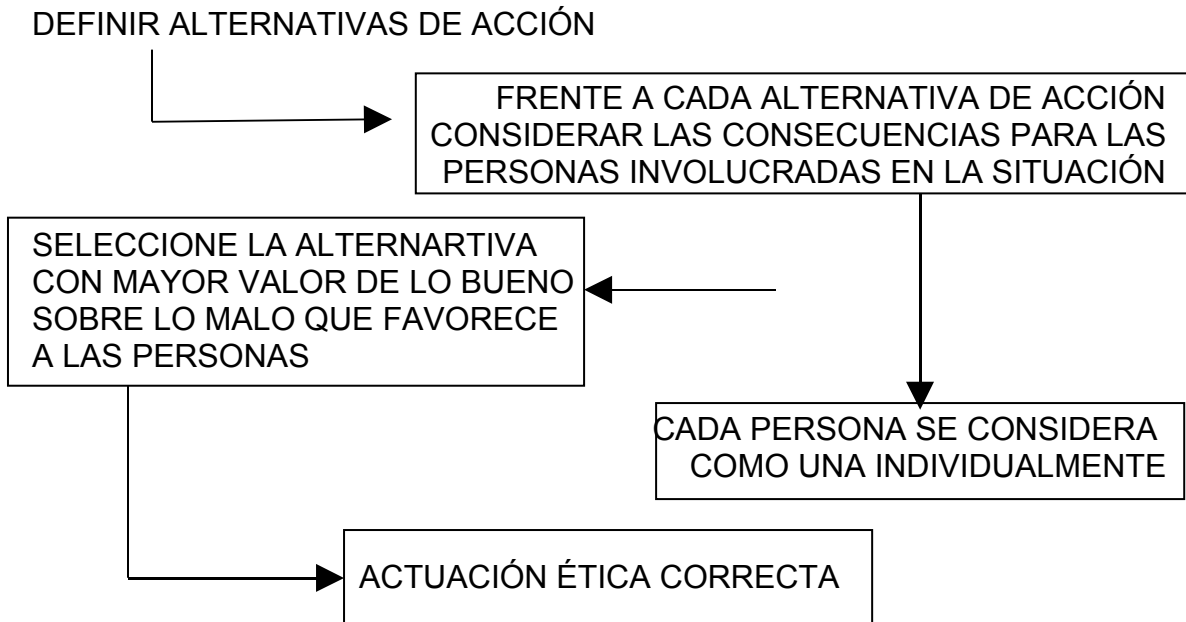 DEFINIR ALTERNATIVAS DE ACCIÓN
FRENTE A CADA ALTERNATIVA DE ACCIÓN
CONSIDERAR LAS CONSECUENCIAS PARA LAS
PERSONAS INVOLUCRADAS EN LA SITUACIÓN
SELECCIONE LA ALTERNARTIVA
CON MAYOR VALOR DE LO BUENO
SOBRE LO MALO QUE FAVORECE
A LAS PERSONAS
CADA PERSONA SE CONSIDERA
COMO UNA INDIVIDUALMENTE
ACTUACIÓN ÉTICA CORRECTA